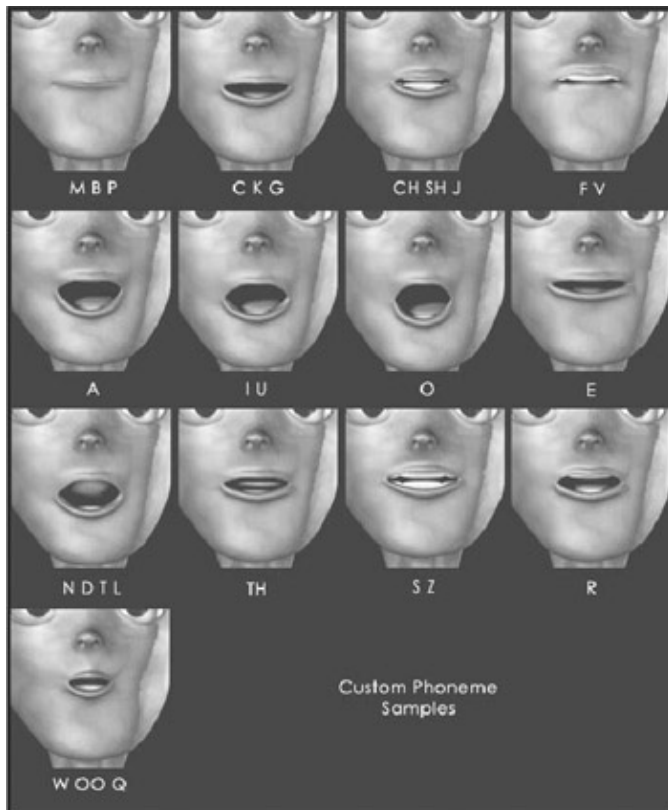 M B P
C K G
CH SH J
F V
A
I U
O
E
N D T L
TH
S Z
R
W OO Q
Custom Phoneme
Samples